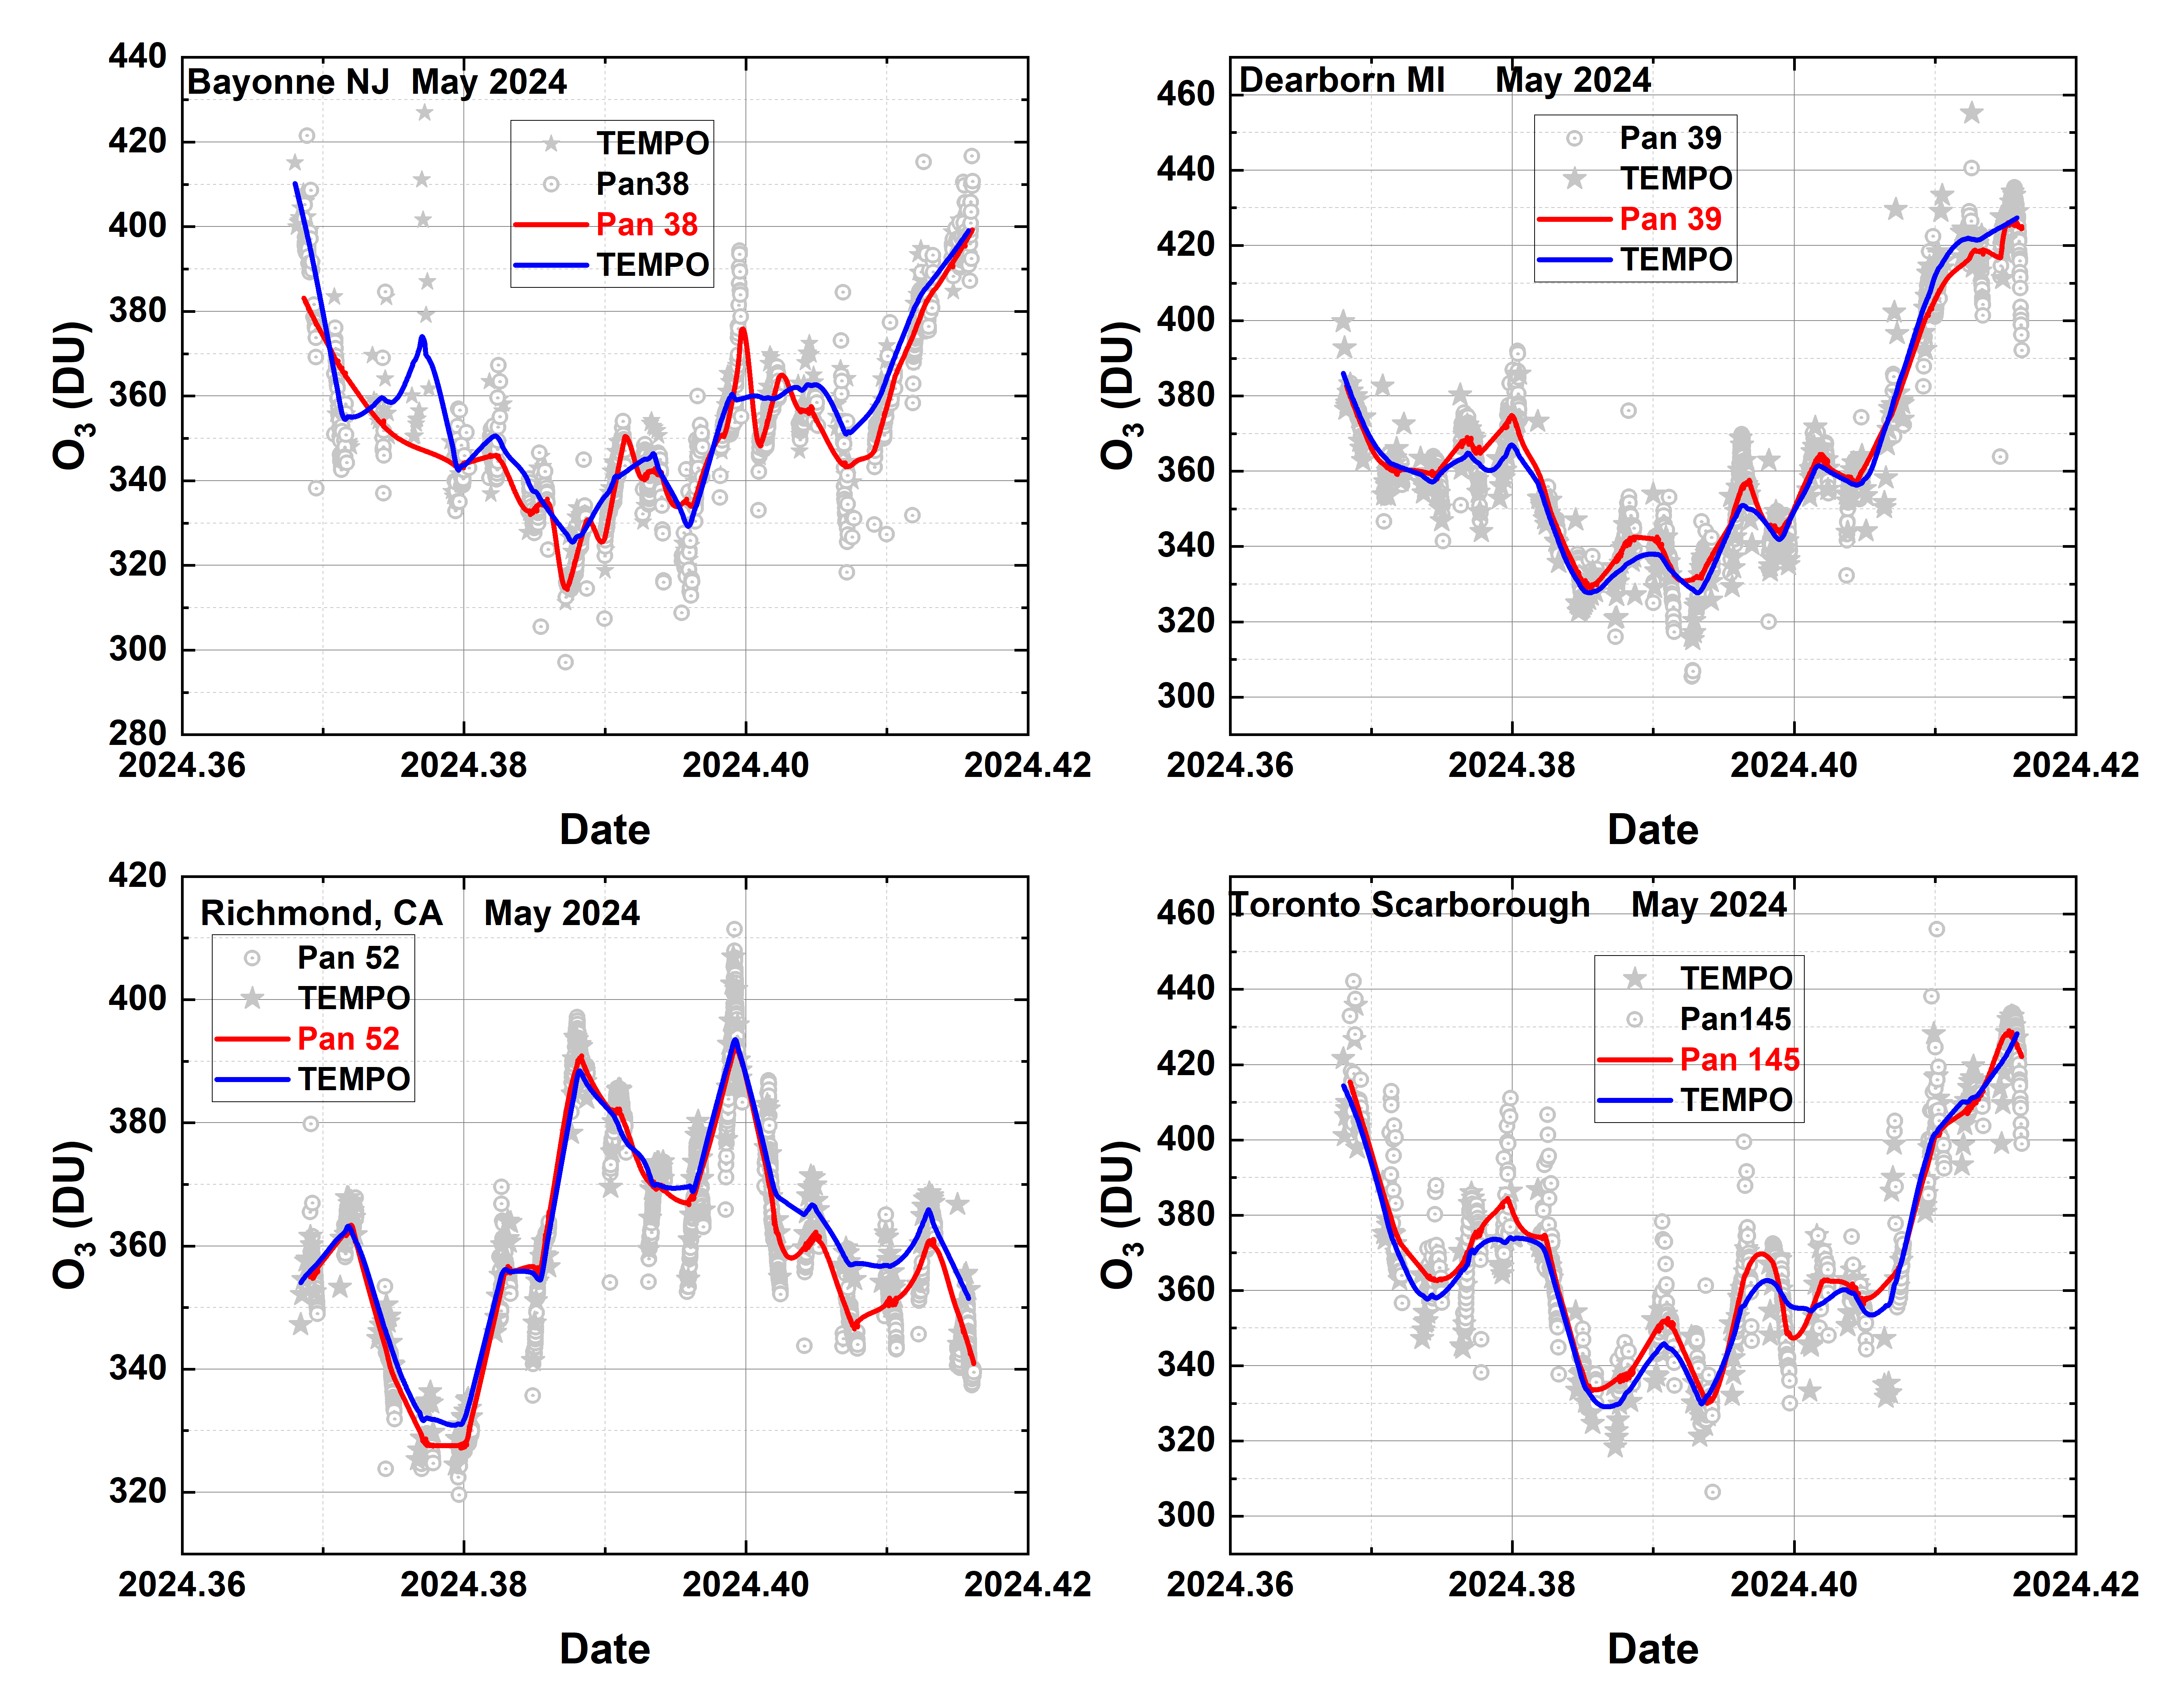 Bayonne NJ  May 2024
TEMPO
Pan38
Pan 38
TEMPO
440
420
400
380
360
340
320
300
280
O3 (DU)
2024.36
2024.38
2024.40
2024.42
Date
Dearborn MI     May 2024
Pan 39
TEMPO
Pan 39
TEMPO
460
440
420
400
380
360
340
320
300
O3 (DU)
2024.36
2024.38
2024.40
2024.42
Date
Richmond, CA    May 2024
Pan 52
TEMPO
Pan 52
TEMPO
420
400
380
360
340
320
O3 (DU)
2024.36
2024.38
2024.40
2024.42
Date
Toronto Scarborough    May 2024
TEMPO
Pan145
Pan 145
TEMPO
460
440
420
400
380
360
340
320
300
O3 (DU)
2024.36
2024.38
2024.40
2024.42
Date